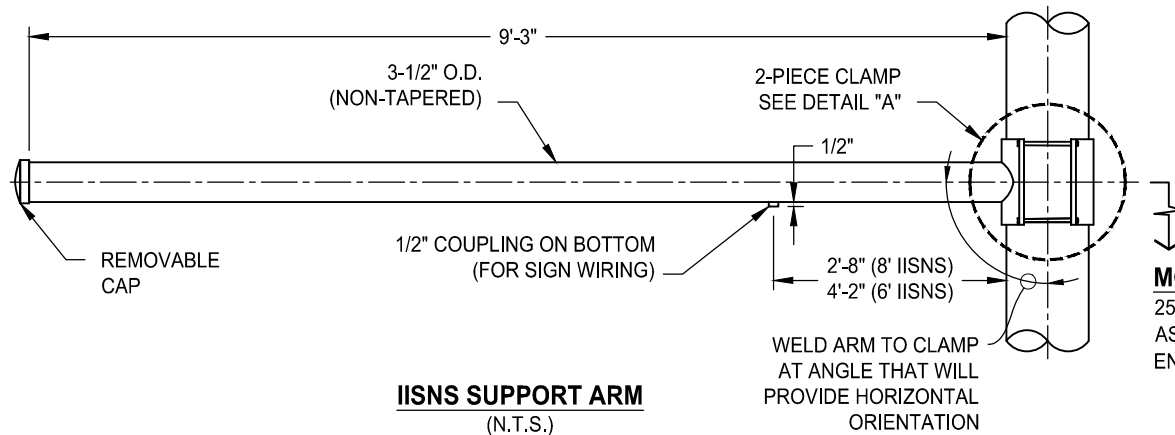 9'-3"
3-1/2" O.D.
(NON-TAPERED)
2-PIECE CLAMP
SEE DETAIL "A"
1/2"
REMOVABLE
CAP
1/2" COUPLING ON BOTTOM
(FOR SIGN WIRING)
2'-8" (8' IISNS)
4'-2" (6' IISNS)
WELD ARM TO CLAMP
AT ANGLE THAT WILL
PROVIDE HORIZONTAL
ORIENTATION
IISNS SUPPORT ARM
(N.T.S.)
25
AS
EN